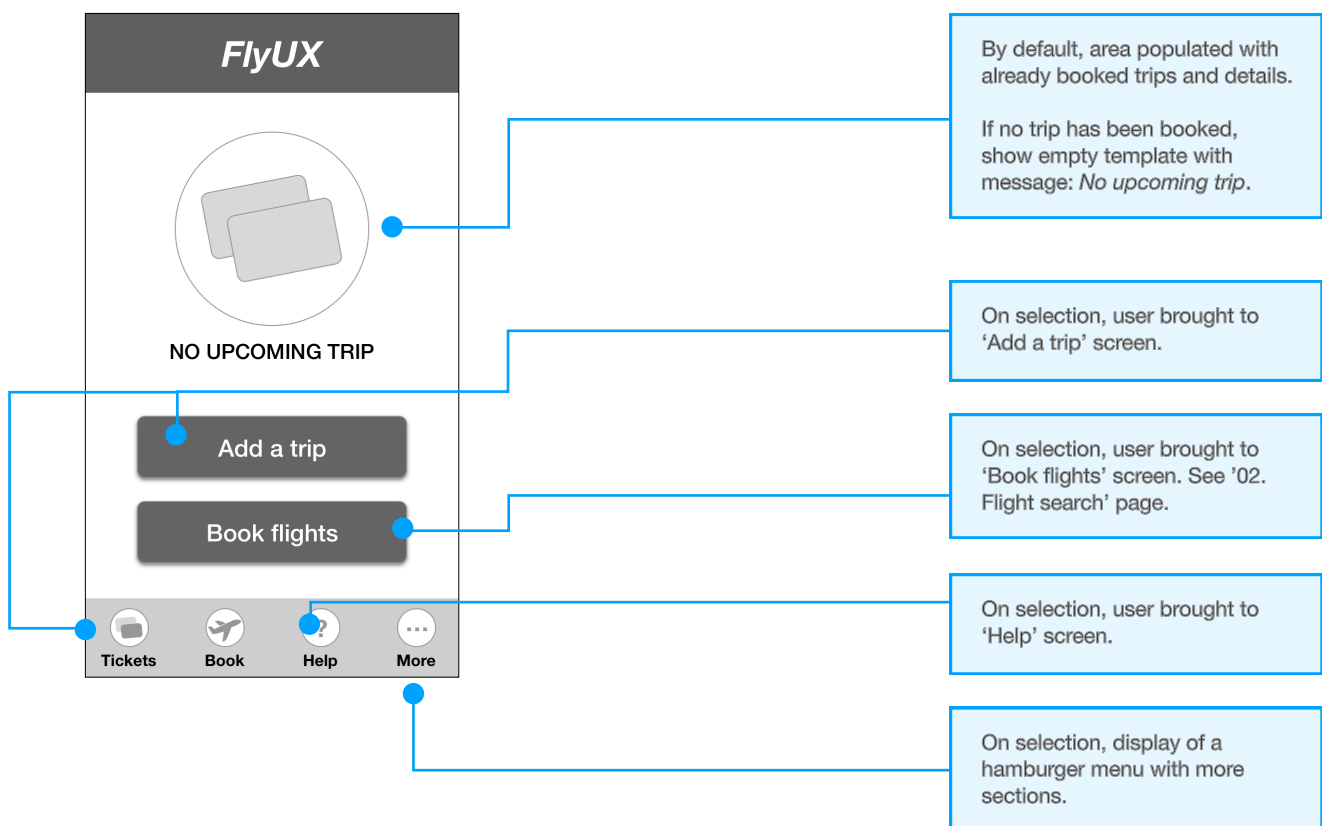 FlyUX
NO UPCOMING TRIP
Add a trip
Book flights
?
Tickets
Book
Help
More
By default, area populated with
already booked trips and details.
If no trip has been booked,
show empty template with
message: No upcoming trip.
On selection, user brought to
‘Add a trip’ screen.
On selection, user brought to
‘Book flights’ screen. See ’02.
Flight search’ page.
On selection, user brought to
‘Help’ screen.
On selection, display of a
hamburger menu with more
sections.